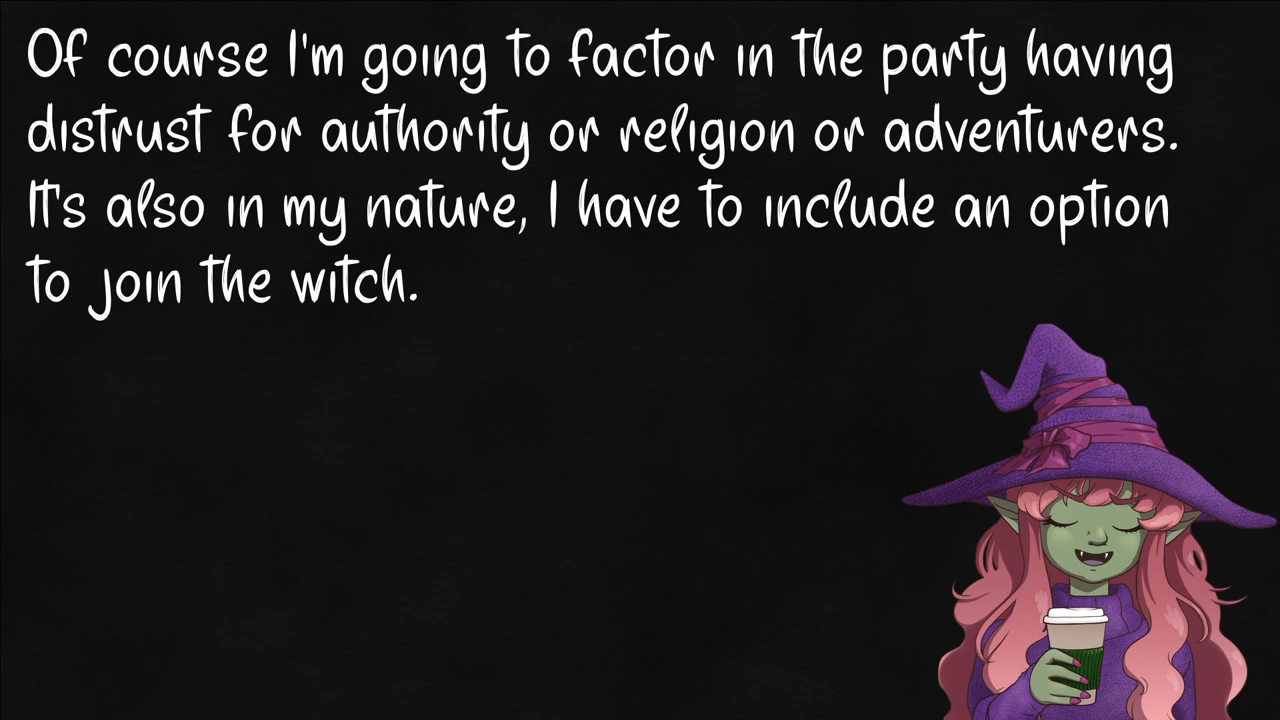 Of course I'm going to factor in the party having
distrust for authority or religion or adventurers.
It's also in my nature, I have to include an option
to join the witch.